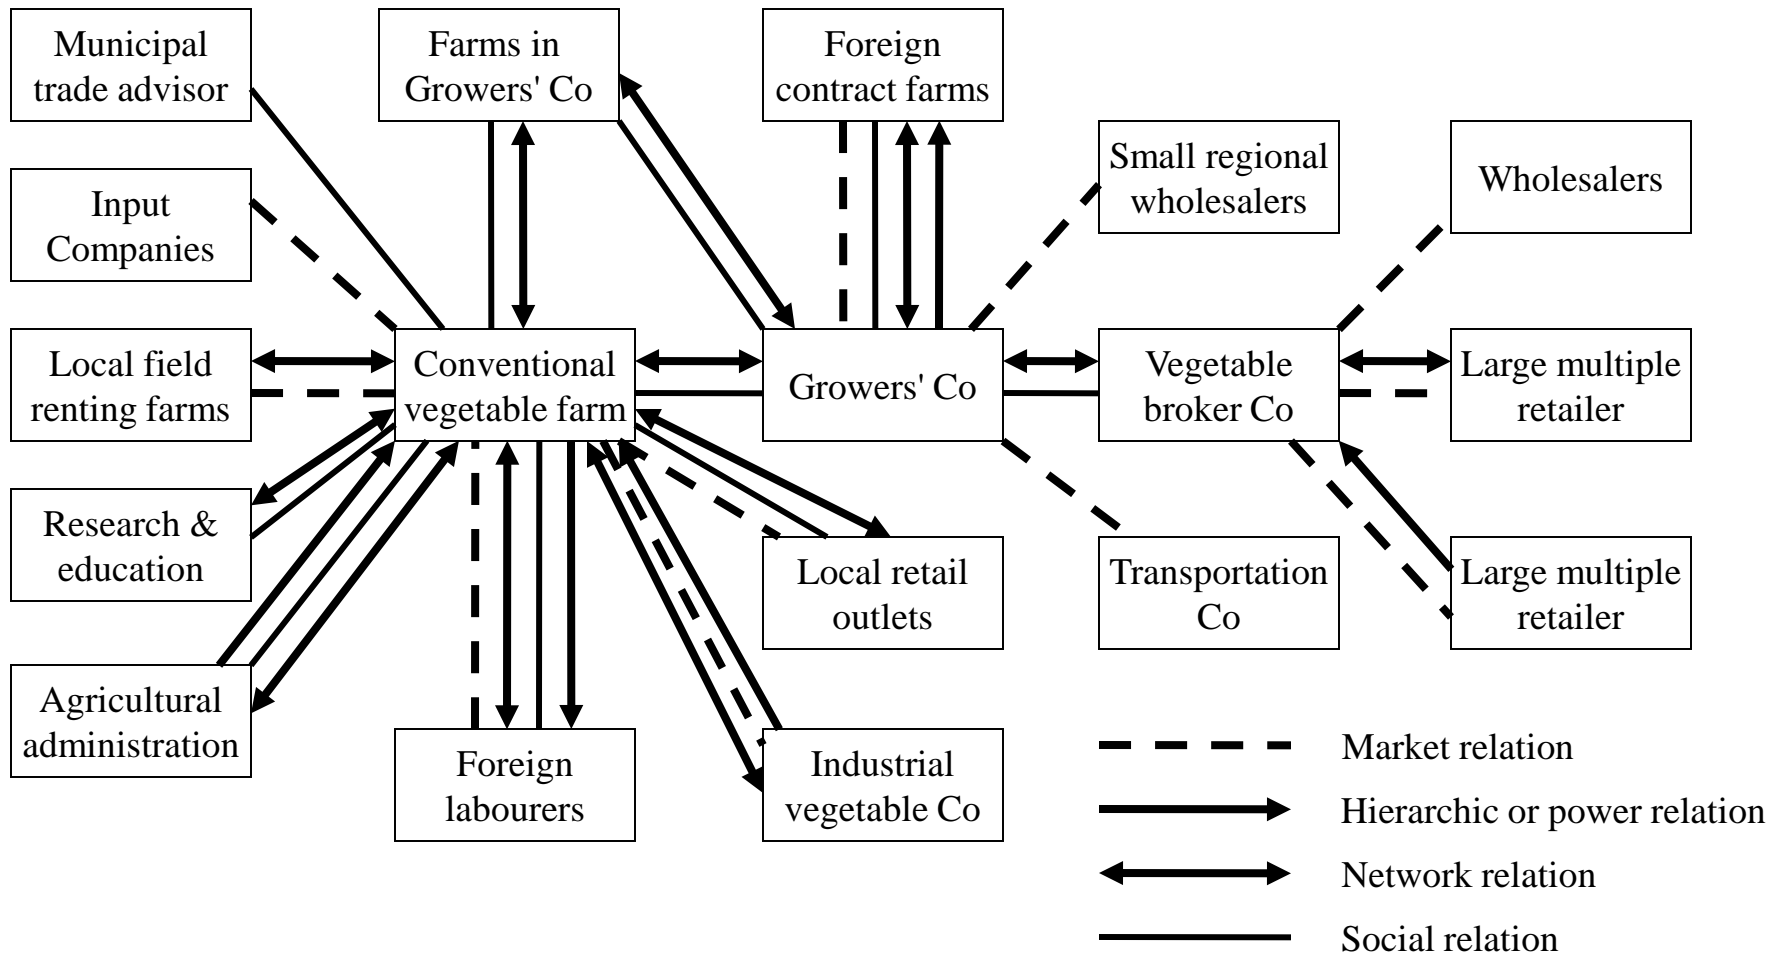 Municipal
trade advisor
Farms in
Growers' Co
Foreign
contract farms
Small regional
wholesalers
Wholesalers
Input
Companies
Local field
renting farms
Conventional
vegetable farm
Growers' Co
Vegetable
broker Co
Large multiple
retailer
Research &
education
Local retail
outlets
Transportation
Co
Large multiple
retailer
Agricultural
administration
Foreign
labourers
Industrial
vegetable Co
Market relation
Hierarchic or power relation
Network relation
Social relation